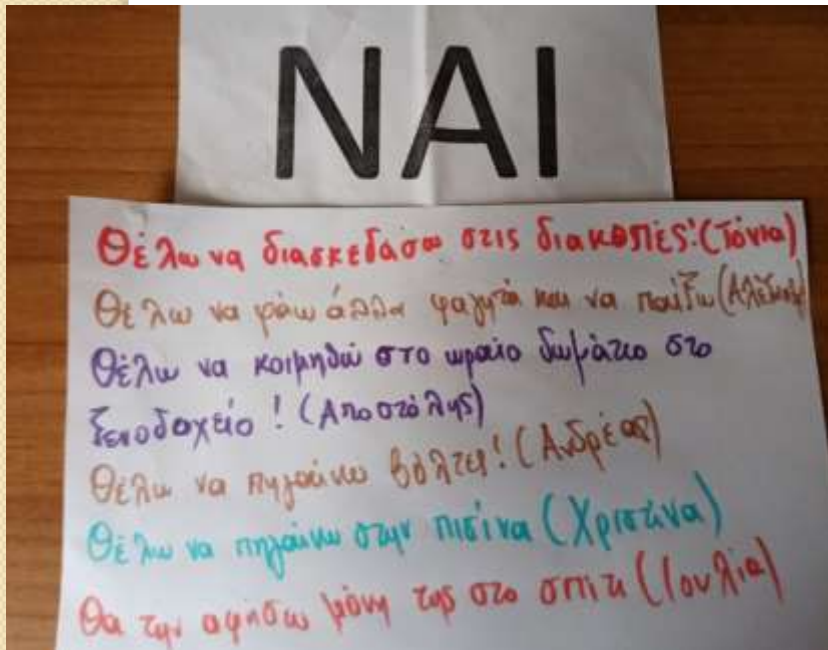 ΝΑΙ
Θέλω να διασκεδάσω στις διακοπές! (Τόνια)
Θέλω να φάω άλλα φαγητά και να παίξω (Αλέξανδρος)
Θέλω να κοιμηθώ στο ωραίο δωμάτιο στο
ξενοδοχείο! (Αποστόλης)
Θέλω να πηγαίνω βόλτες! (Ανδρέας)
Θέλω να πηγαίνω στην πισίνα (Χριστίνα)
Θα την αφήσω μόνη της στο σπίτι (Ιουλία)